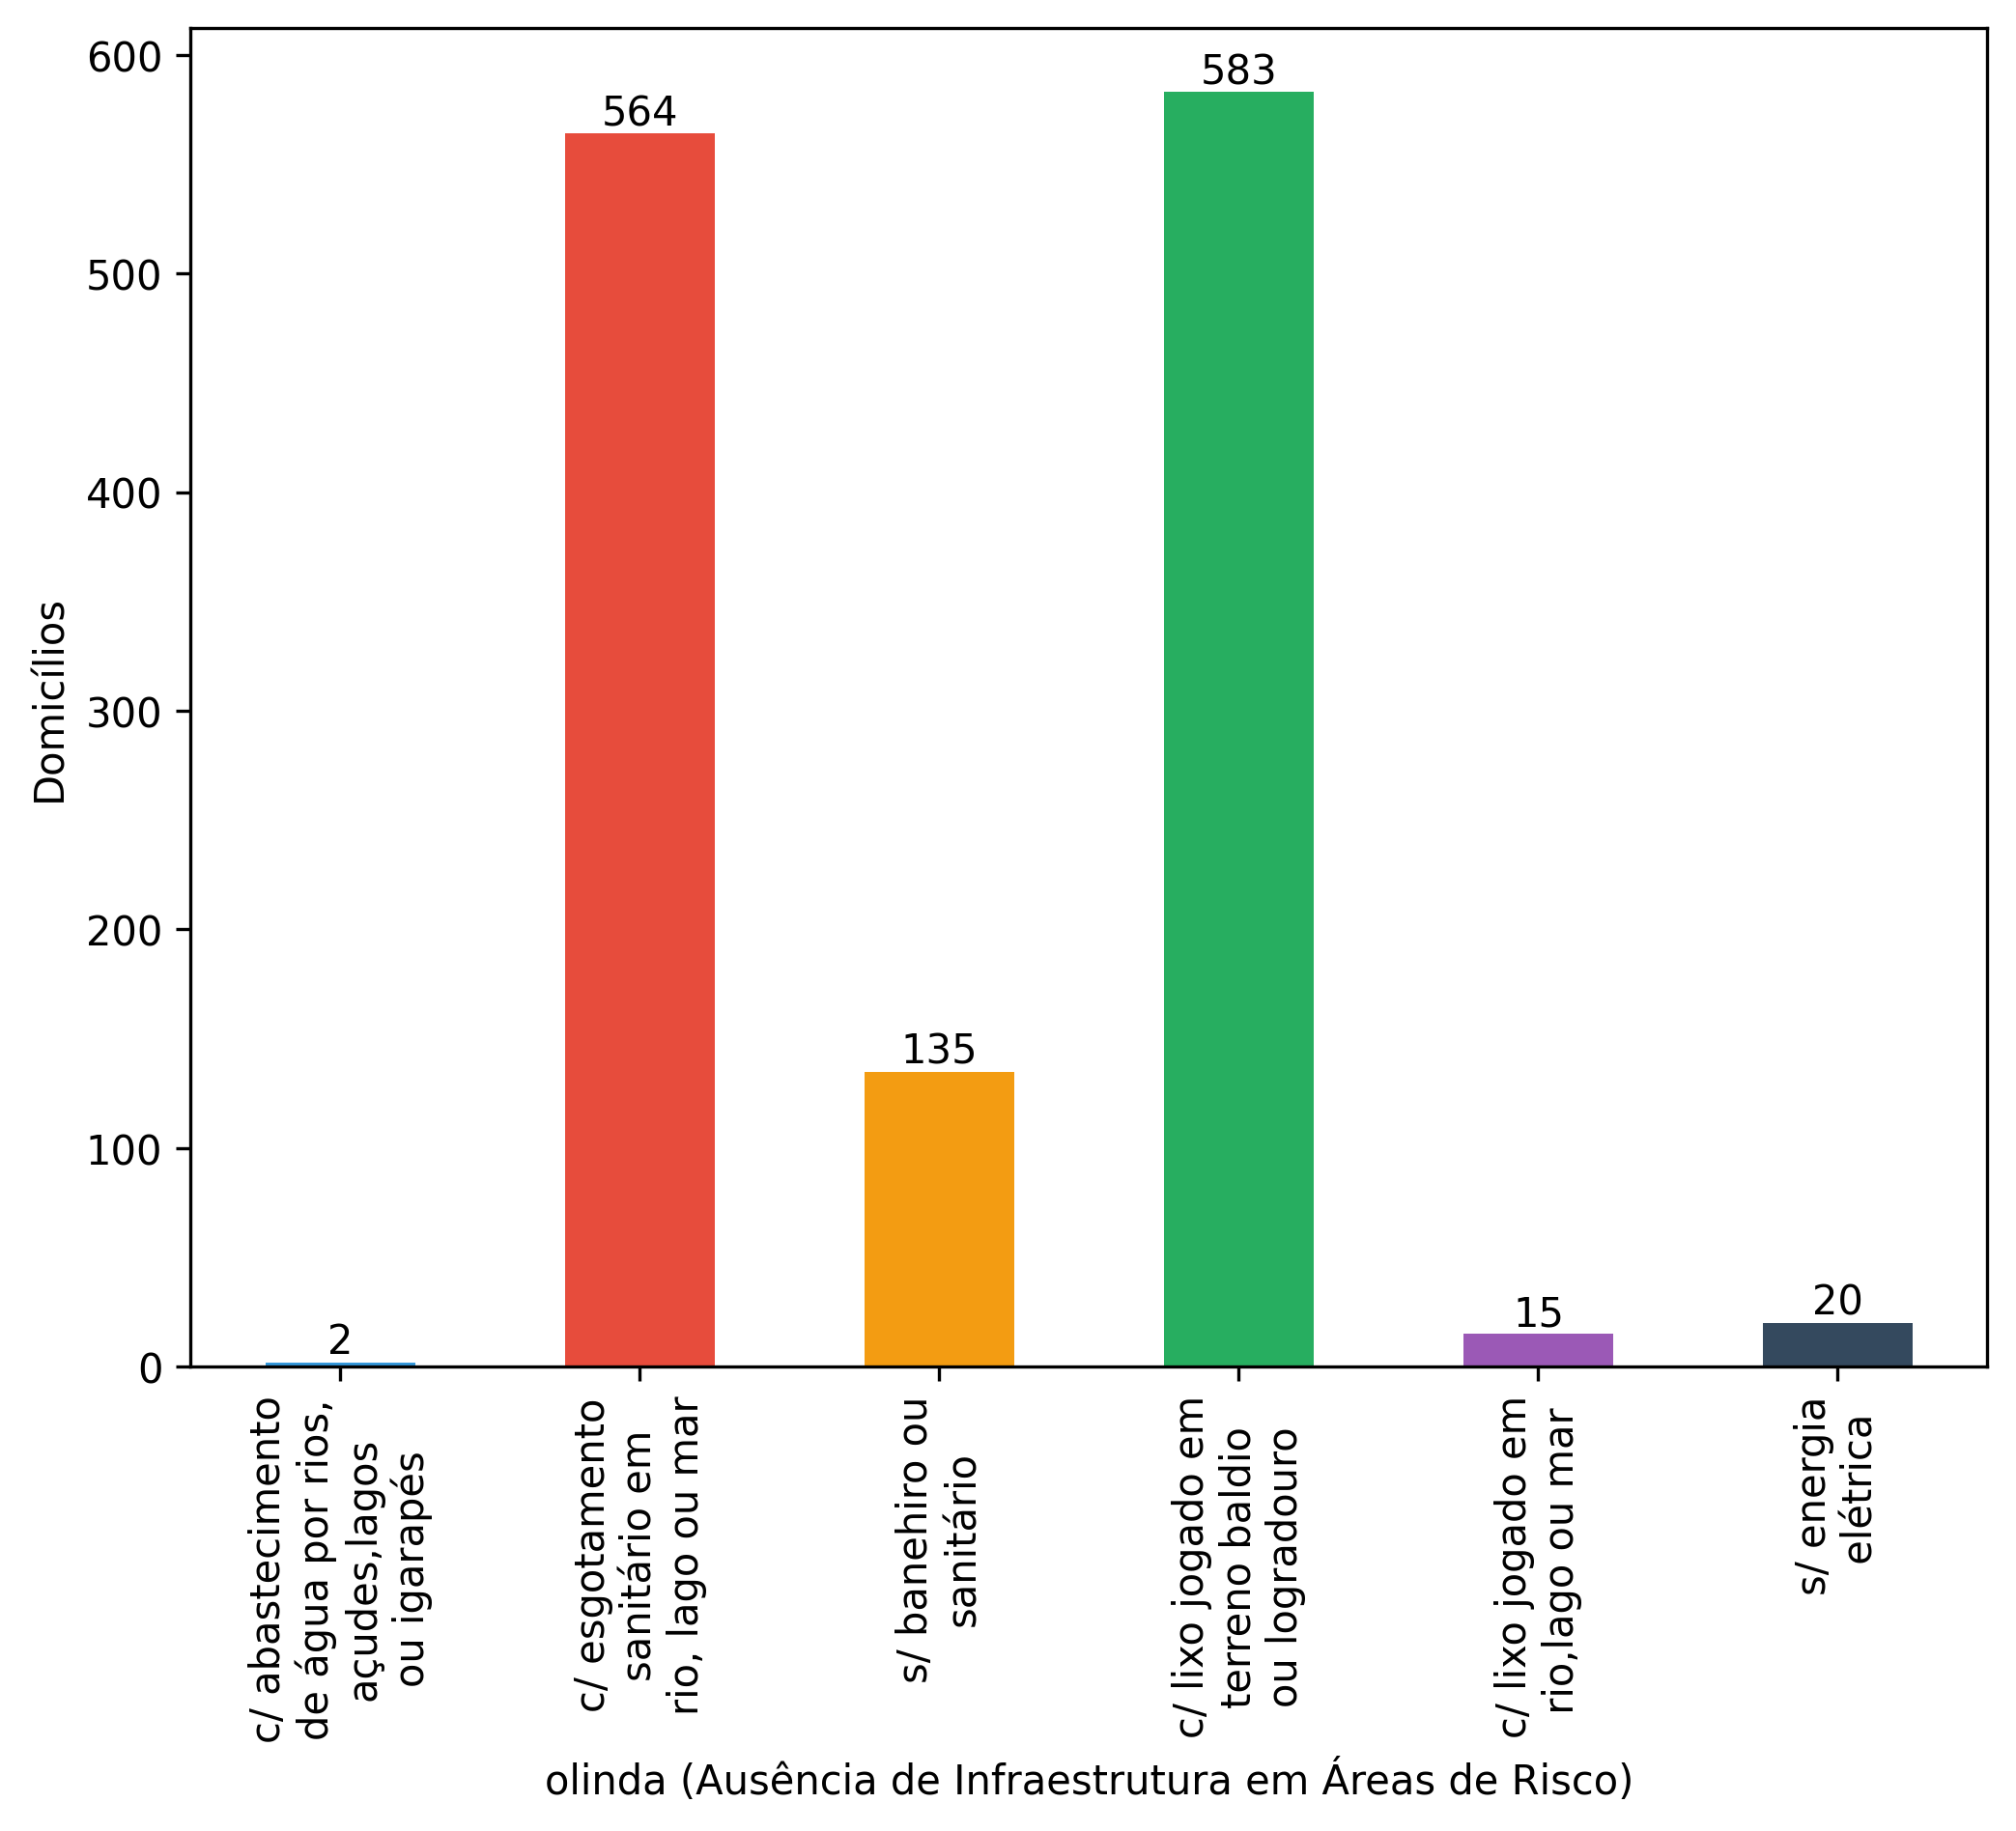 600
500
400
300
200
100
0
Domicílios
2
564
135
583
15
20
c/ abastecimento
de água por rios,
açudes,lagos
ou igarapés
c/ esgotamento
sanitário em
rio, lago ou mar
s/ banehiro ou
sanitário
c/ lixo jogado em
terreno baldio
ou logradouro
c/ lixo jogado em
rio,lago ou mar
s/ energia
elétrica
olinda (Ausência de Infraestrutura em Áreas de Risco)